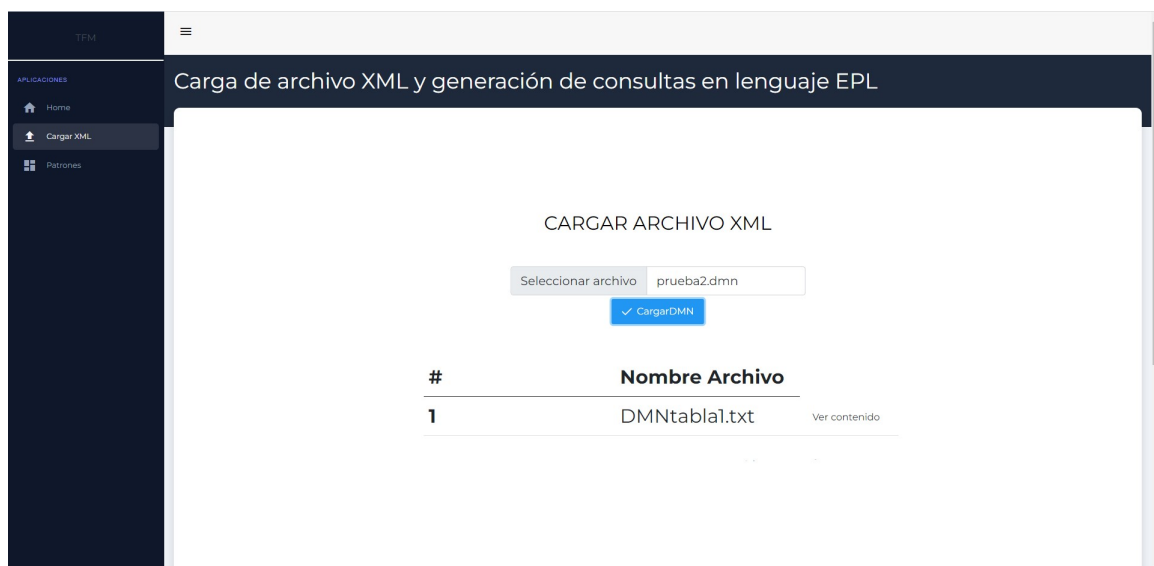 TFM
APLICACIONES
Home
Cargar XML
Patrones
Carga de archivo XML y generación de consultas en lenguaje EPL
CARGAR ARCHIVO XML
Seleccionar archivo prueba2.dmn
CargarDMN
# Nombre Archivo
1 DMNtabla1.txt Ver contenido